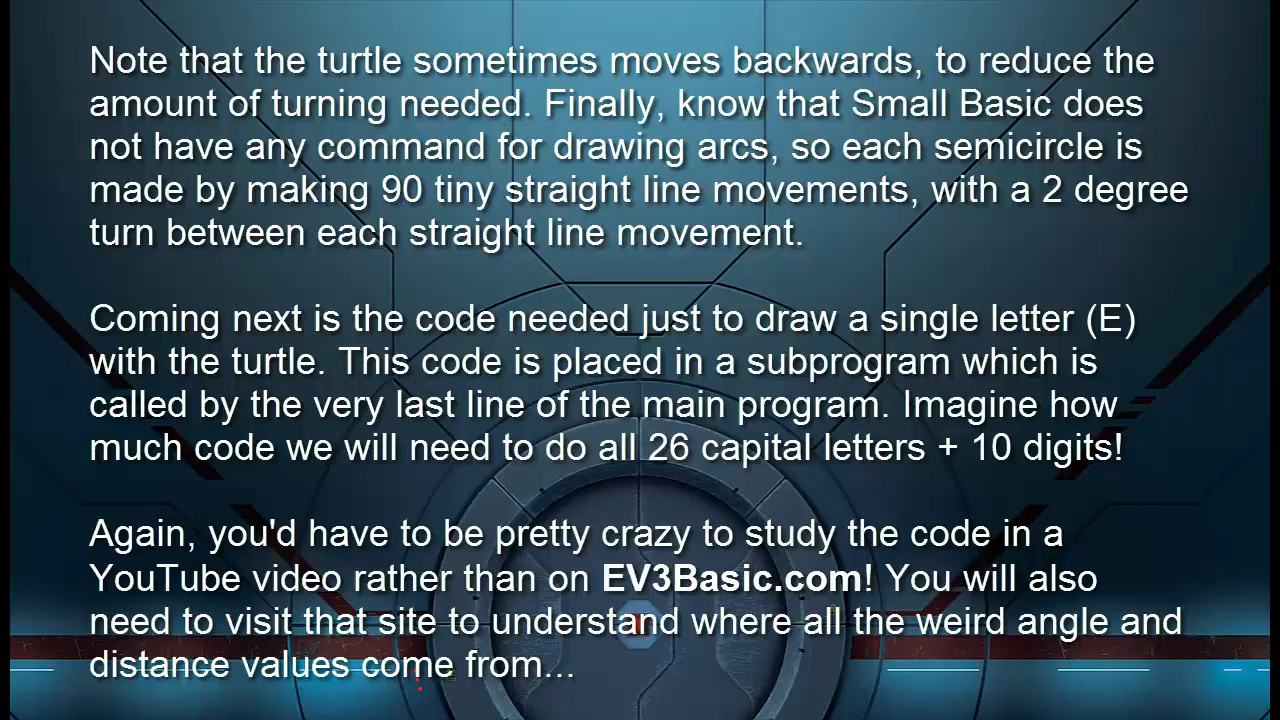 Note that the turtle sometimes moves backwards, to reduce the
amount of turning needed. Finally, know that Small Basic does
not have any command for drawing arcs, so each semicircle is
made by making 90 tiny straight line movements, with a 2 degree
turn between each straight line movement.
Coming next is the code needed just to draw a single letter (E)
with the turtle. This code is placed in a subprogram which is
called by the very last line of the main program. Imagine how
much code we will need to do all 26 capital letters + 10 digits!
Again, you'd have to be pretty crazy to study the code in a
YouTube video rather than on EV3Basic.com! You will also
need to visit that site to understand where all the weird angle and
distance values come from...